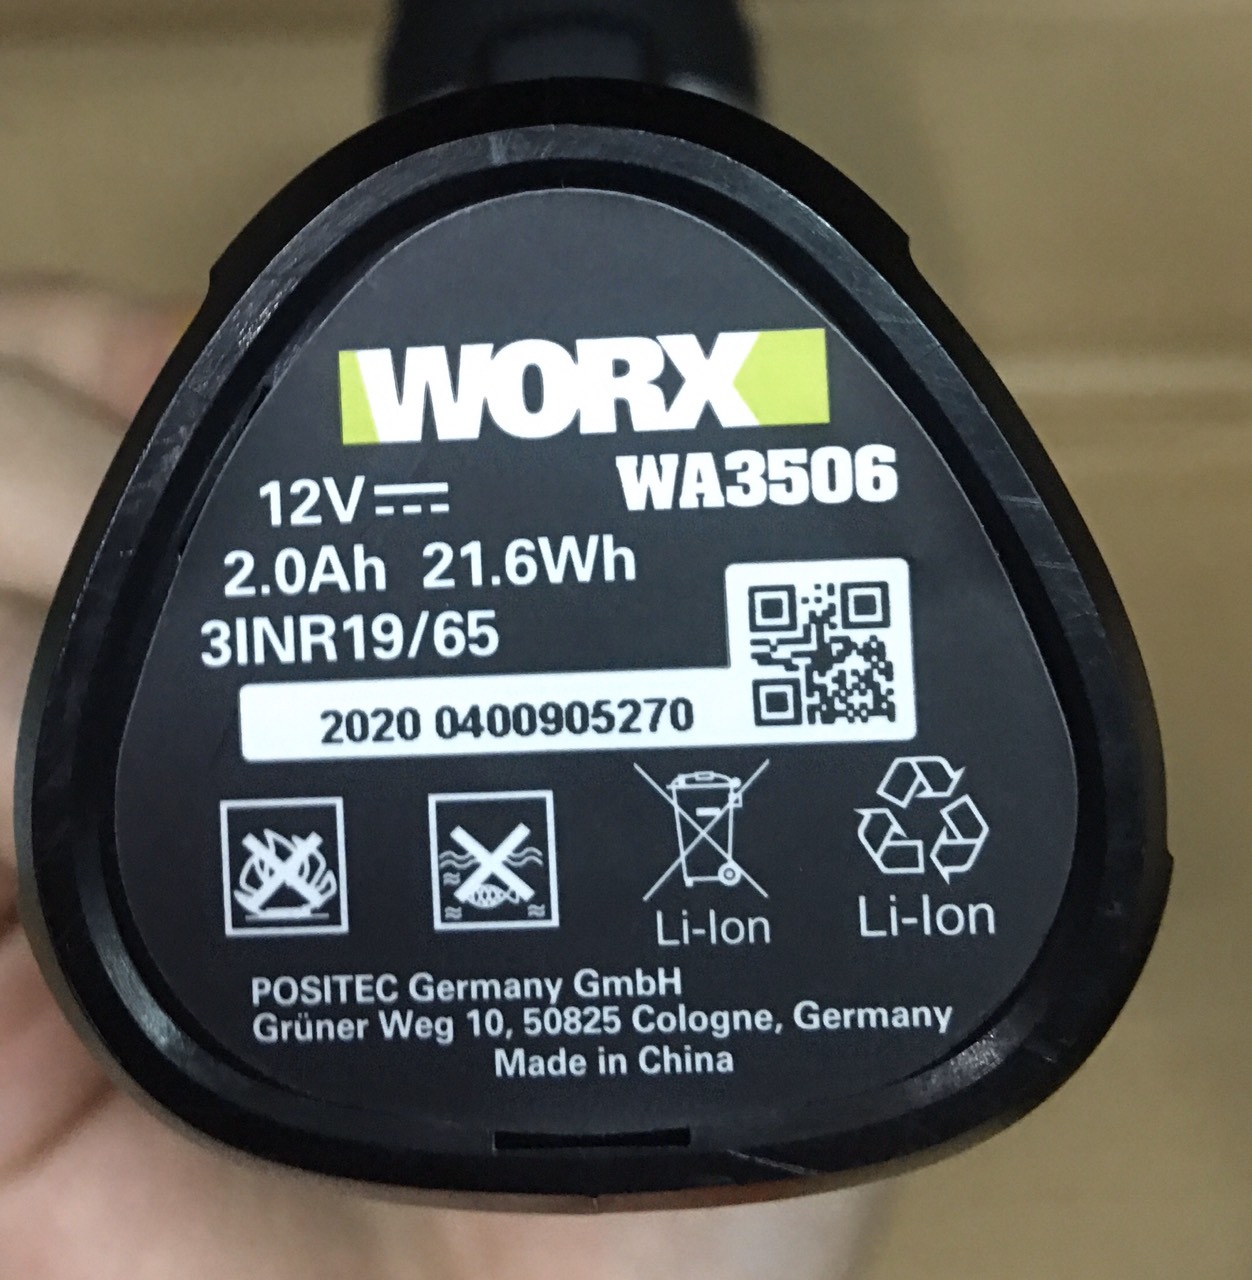 WORX
WA3506
12V
2.0Ah 21.6Wh
3INR19/65
2020 0400905270
Li-Ion
Li-Ion
POSITEC Germany GmbH
Grüner Weg 10, 50825 Cologne, Germany
Made in China